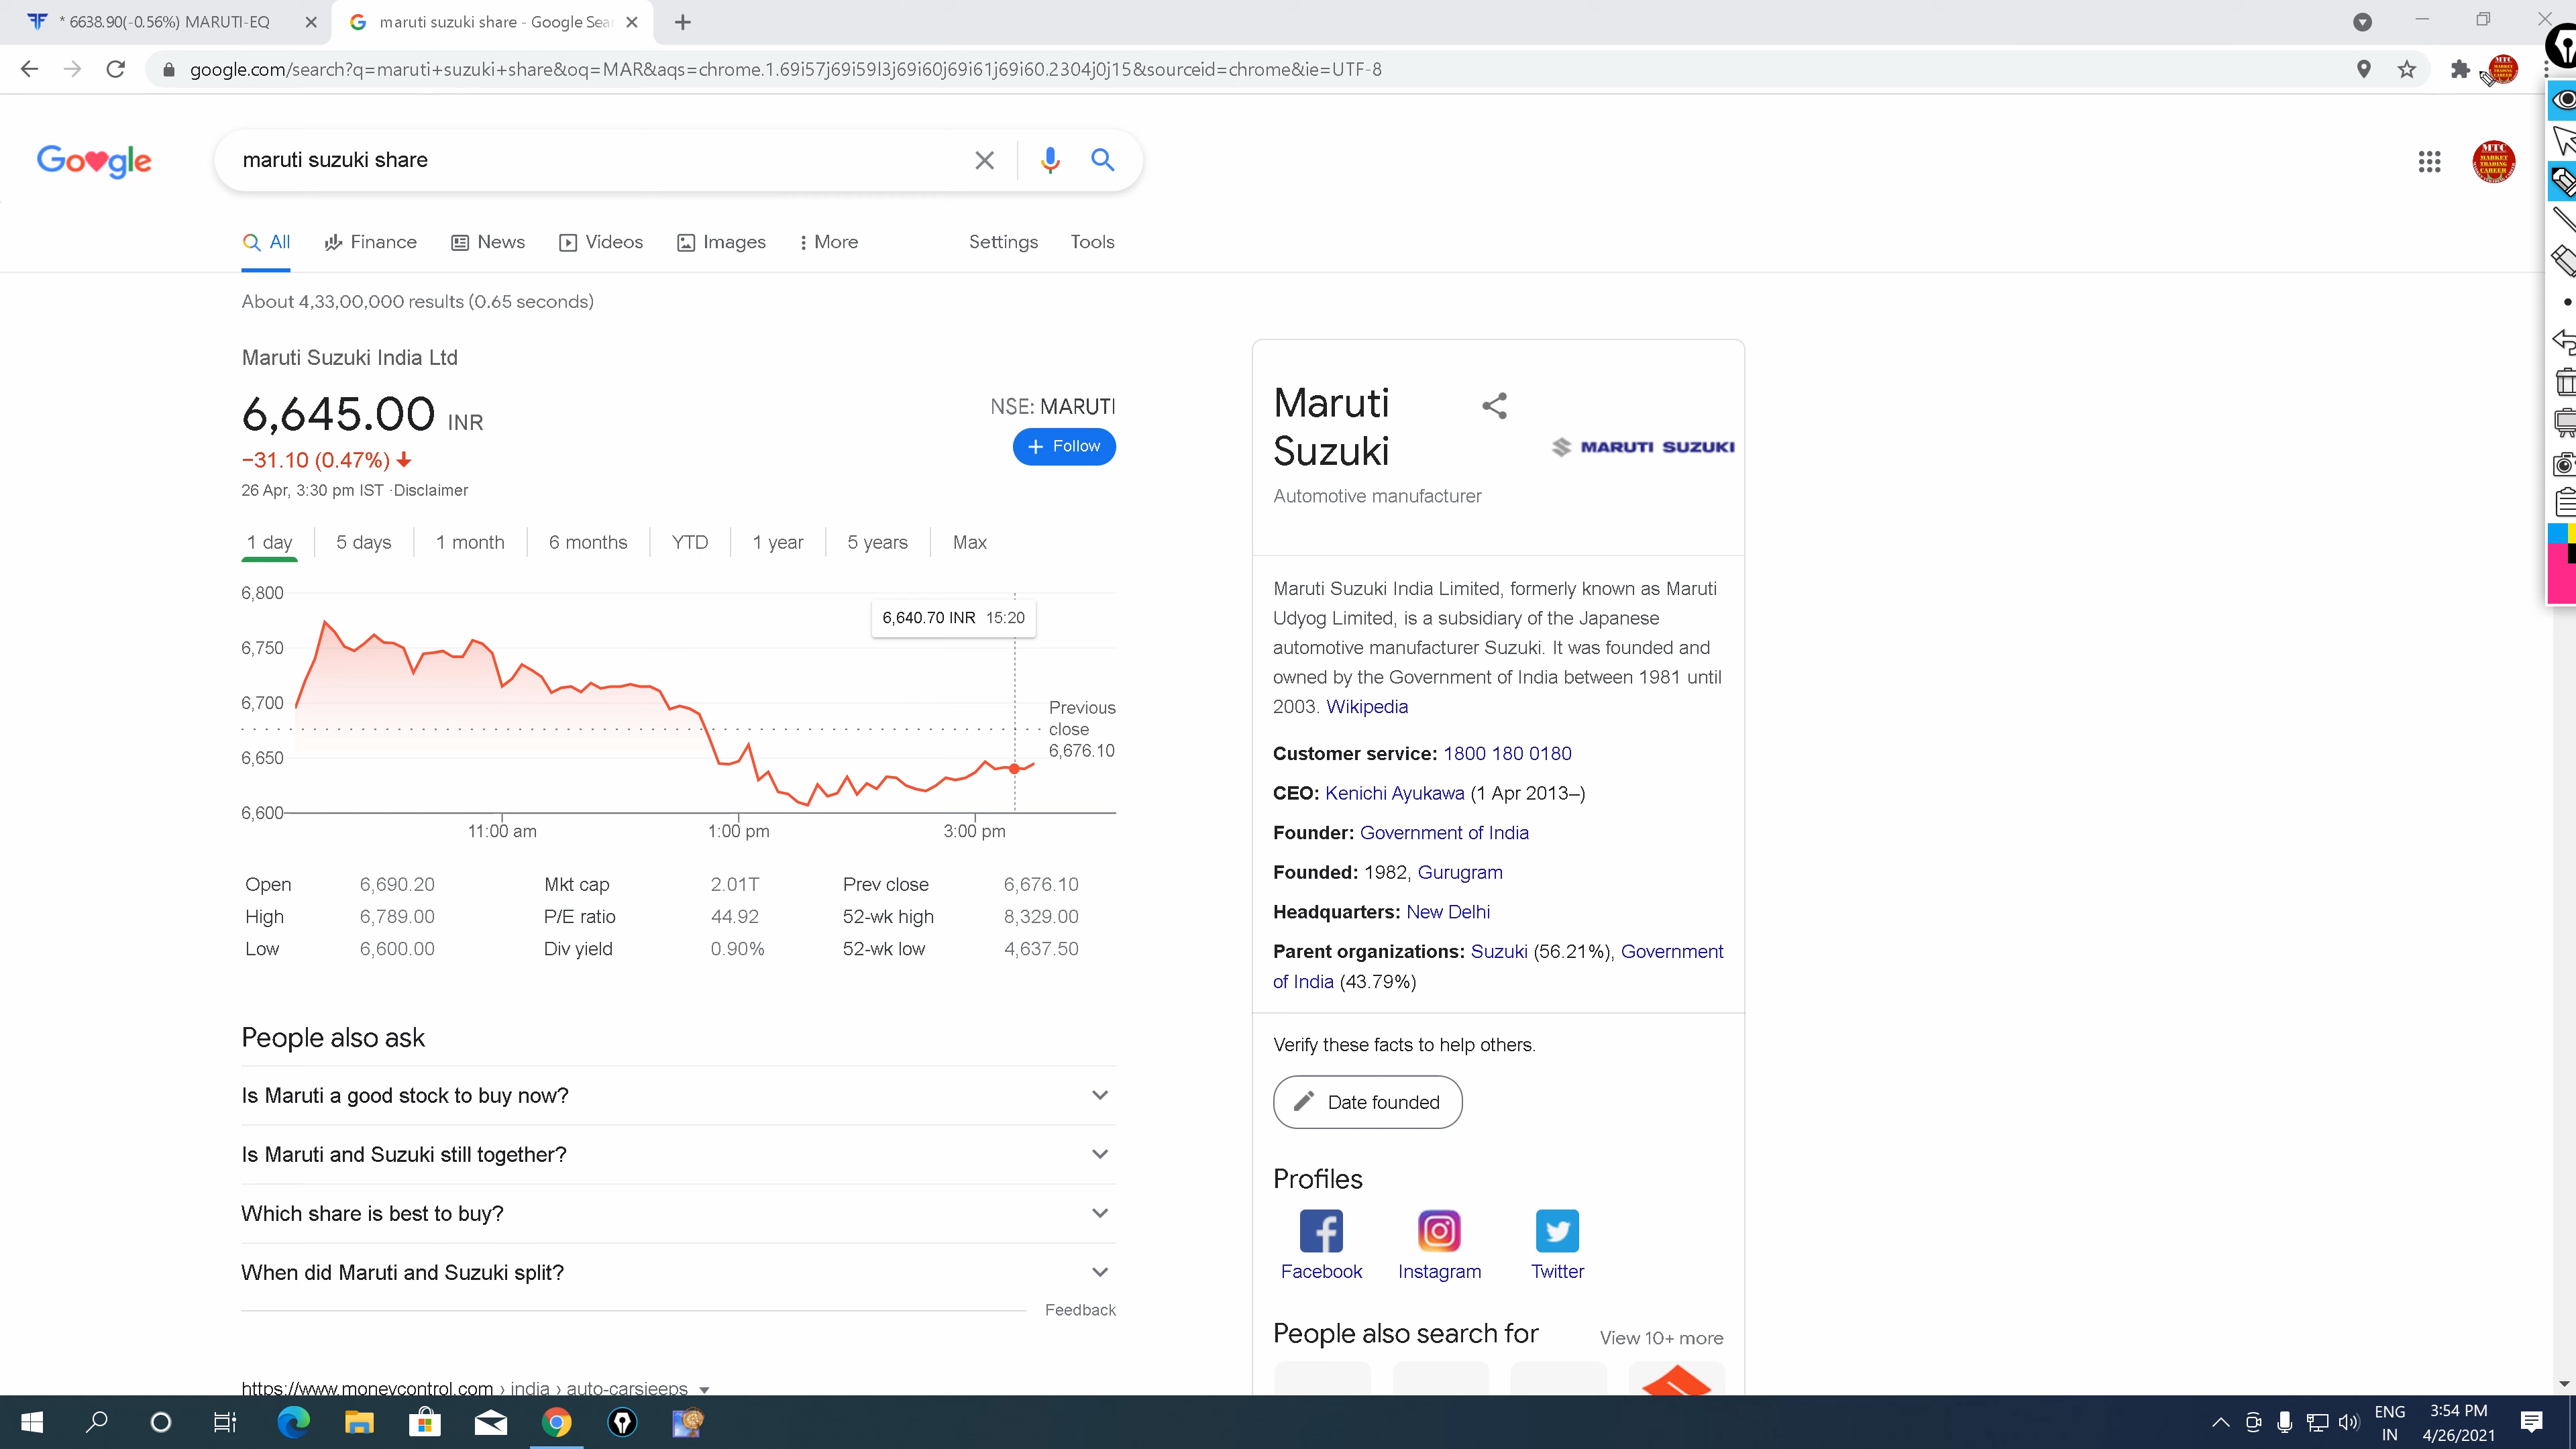 * 6638.90(-0.56%) MARUTI-EQ
maruti suzuki share - Google Sea
google.com/search?q=maruti+suzuki+share&oq=MAR&aqs=chrome.1.69i57j69i59l3j69i60j69i61j69i60.2304j0j15&sourceid=chrome&ie=UTF-8
maruti suzuki share
MTC
MARKET
TRADING
CAREER
All Finance News Videos Images More Settings Tools
About 4,33,00,000 results (0.65 seconds)
Maruti Suzuki India Ltd
6,645.00 INR
NSE: MARUTI
Follow
−31.10 (0.47%)
26 Apr, 3:30 pm IST ·Disclaimer
1 day 5 days 1 month 6 months YTD 1 year 5 years Max
6,800
6,640.70 INR 15:20
6,750
6,700
Previous
close
6,676.10
6,650
6,600
11:00 am 1:00 pm 3:00 pm
Open 6,690.20 Mkt cap 2.01T Prev close 6,676.10
High 6,789.00 P/E ratio 44.92 52-wk high 8,329.00
Low 6,600.00 Div yield 0.90% 52-wk low 4,637.50
People also ask
Is Maruti a good stock to buy now?
Is Maruti and Suzuki still together?
Which share is best to buy?
When did Maruti and Suzuki split?
Feedback
https://www.moneycontrol.com › india › auto-carsjeeps
Maruti
Suzuki
MARUTI SUZUKI
Automotive manufacturer
Maruti Suzuki India Limited, formerly known as Maruti
Udyog Limited, is a subsidiary of the Japanese
automotive manufacturer Suzuki. It was founded and
owned by the Government of India between 1981 until
2003. Wikipedia
Customer service: 1800 180 0180
CEO: Kenichi Ayukawa (1 Apr 2013–)
Founder: Government of India
Founded: 1982, Gurugram
Headquarters: New Delhi
Parent organizations: Suzuki (56.21%), Government
of India (43.79%)
Verify these facts to help others.
Date founded
Profiles
Facebook Instagram Twitter
People also search for View 10+ more
ENG
IN
3:54 PM
4/26/2021